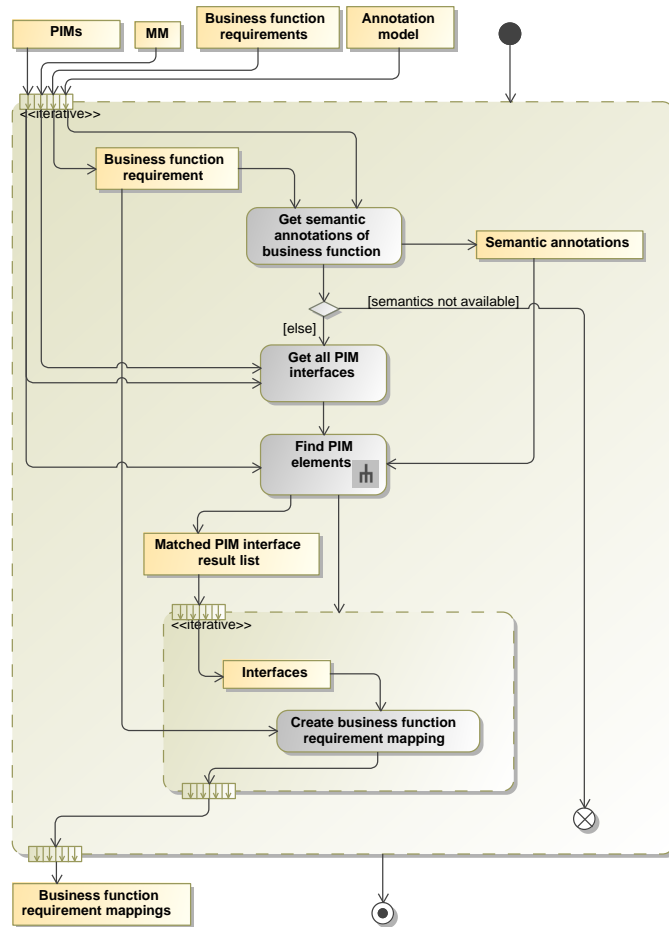 PIMs
MM
Business function
requirements
Annotation
model
<<iterative>>
Business function
requirement
Get semantic
annotations of
business function
Semantic annotations
[semantics not available]
[else]
Get all PIM
interfaces
Find PIM
elements
Matched PIM interface
result list
<<iterative>>
Interfaces
Create business function
requirement mapping
Business function
requirement mappings